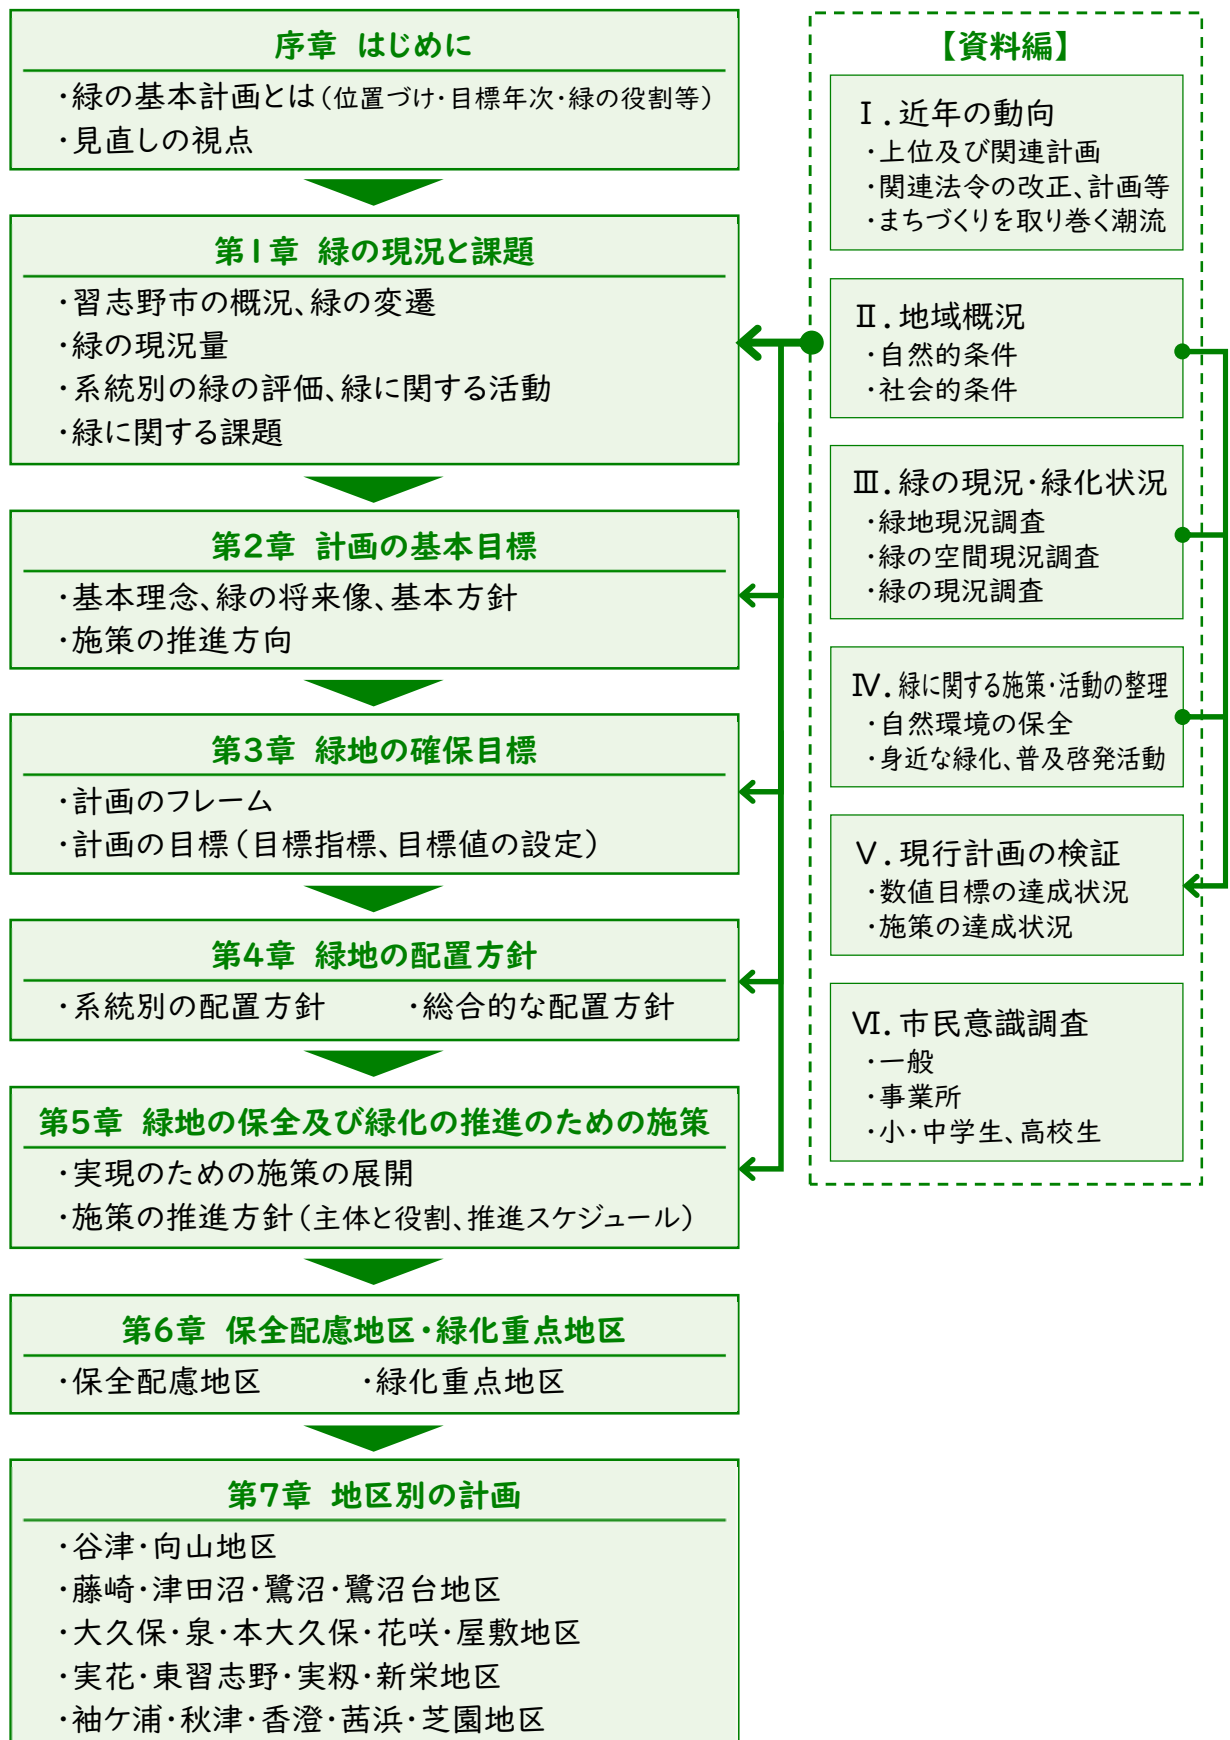 序章 はじめに
・緑の基本計画とは（位置づけ・目標年次・緑の役割等）
・見直しの視点
第1章 緑の現況と課題
・習志野市の概況、緑の変遷
・緑の現況量
・系統別の緑の評価、緑に関する活動
・緑に関する課題
第2章 計画の基本目標
・基本理念、緑の将来像、基本方針
・施策の推進方向
第3章 緑地の確保目標
・計画のフレーム
・計画の目標（目標指標、目標値の設定）
第4章 緑地の配置方針
・系統別の配置方針 ・総合的な配置方針
第5章 緑地の保全及び緑化の推進のための施策
・実現のための施策の展開
・施策の推進方針（主体と役割、推進スケジュール）
第6章 保全配慮地区・緑化重点地区
・保全配慮地区 ・緑化重点地区
第7章 地区別の計画
・谷津・向山地区
・藤崎・津田沼・鷺沼・鷺沼台地区
・大久保・泉・本大久保・花咲・屋敷地区
・実花・東習志野・実籾・新栄地区
・袖ケ浦・秋津・香澄・茜浜・芝園地区
【資料編】
Ⅰ.近年の動向
・上位及び関連計画
・関連法令の改正、計画等
・まちづくりを取り巻く潮流
Ⅱ.地域概況
・自然的条件
・社会的条件
Ⅲ.緑の現況・緑化状況
・緑地現況調査
・緑の空間現況調査
・緑の現況調査
Ⅳ.緑に関する施策・活動の整理
・自然環境の保全
・身近な緑化、普及啓発活動
Ⅴ.現行計画の検証
・数値目標の達成状況
・施策の達成状況
Ⅵ.市民意識調査
・一般
・事業所
・小・中学生、高校生